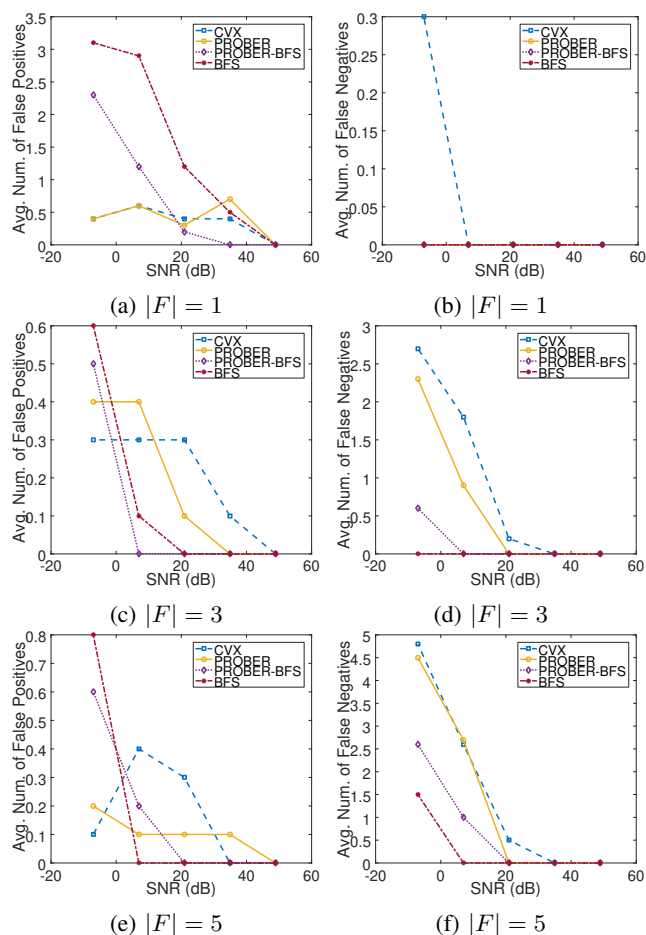 3.5
3
2.5
2
1.5
1
0.5
0
-20
0
20
40
60
SNR (dB)
Avg. Num. of False Positives
CVX
PROBER
PROBER-BFS
BFS
(a) |F| = 1
0.3
0.25
0.2
0.15
0.1
0.05
0
-20
0
20
40
60
SNR (dB)
Avg. Num. of False Negatives
CVX
PROBER
PROBER-BFS
BFS
(b) |F| = 1
0.6
0.5
0.4
0.3
0.2
0.1
0
-20
0
20
40
60
SNR (dB)
Avg. Num. of False Positives
CVX
PROBER
PROBER-BFS
BFS
(c) |F| = 3
3
2.5
2
1.5
1
0.5
0
-20
0
20
40
60
SNR (dB)
Avg. Num. of False Negatives
CVX
PROBER
PROBER-BFS
BFS
(d) |F| = 3
0.8
0.7
0.6
0.5
0.4
0.3
0.2
0.1
0
-20
0
20
40
60
SNR (dB)
Avg. Num. of False Positives
CVX
PROBER
PROBER-BFS
BFS
(e) |F| = 5
5
4.5
4
3.5
3
2.5
2
1.5
1
0.5
0
-20
0
20
40
60
SNR (dB)
Avg. Num. of False Negatives
CVX
PROBER
PROBER-BFS
BFS
(f) |F| = 5